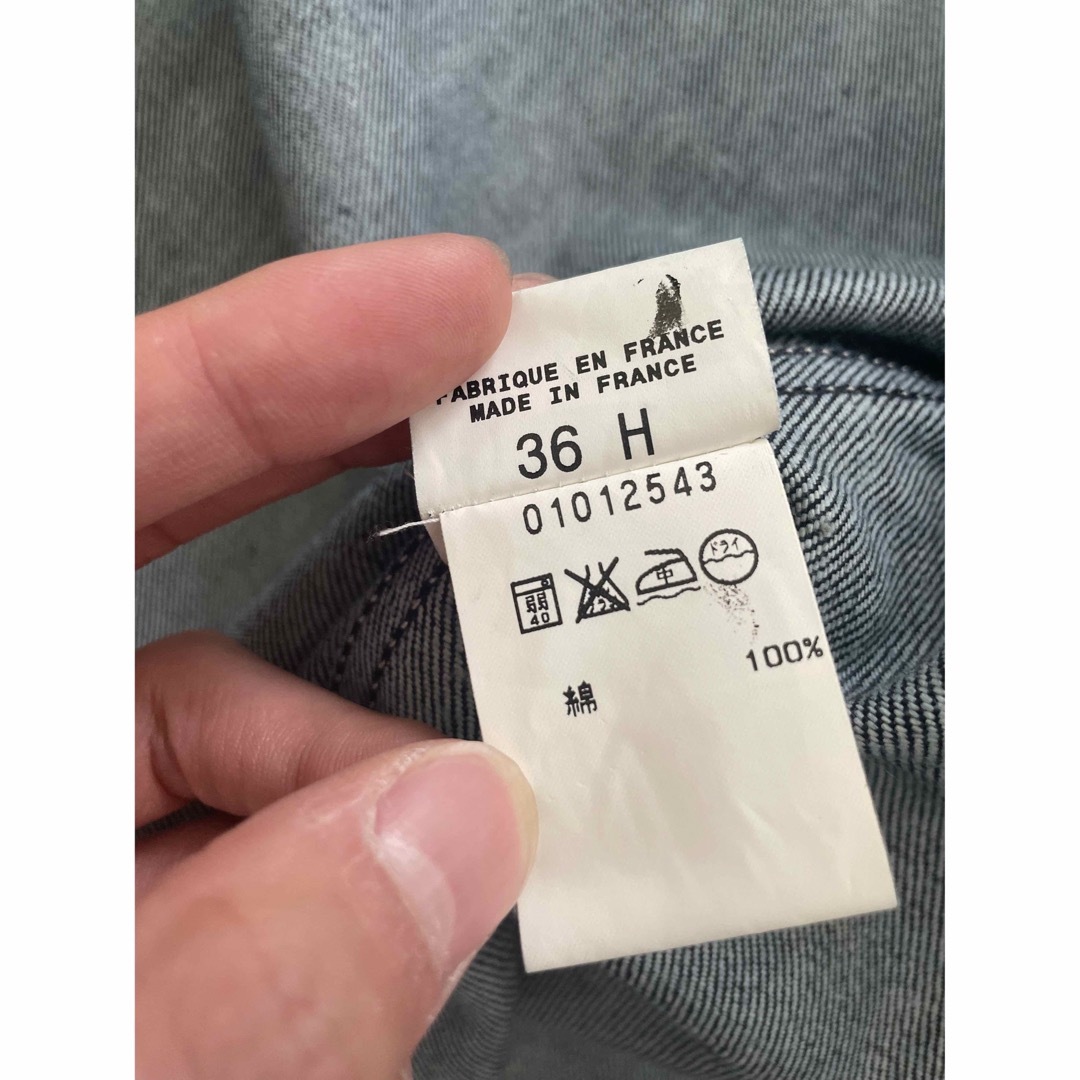 FABRIQUE EN FRANCE
MADE IN FRANCE
36 H
01012543
弱
40
中
ドライ
100%
綿